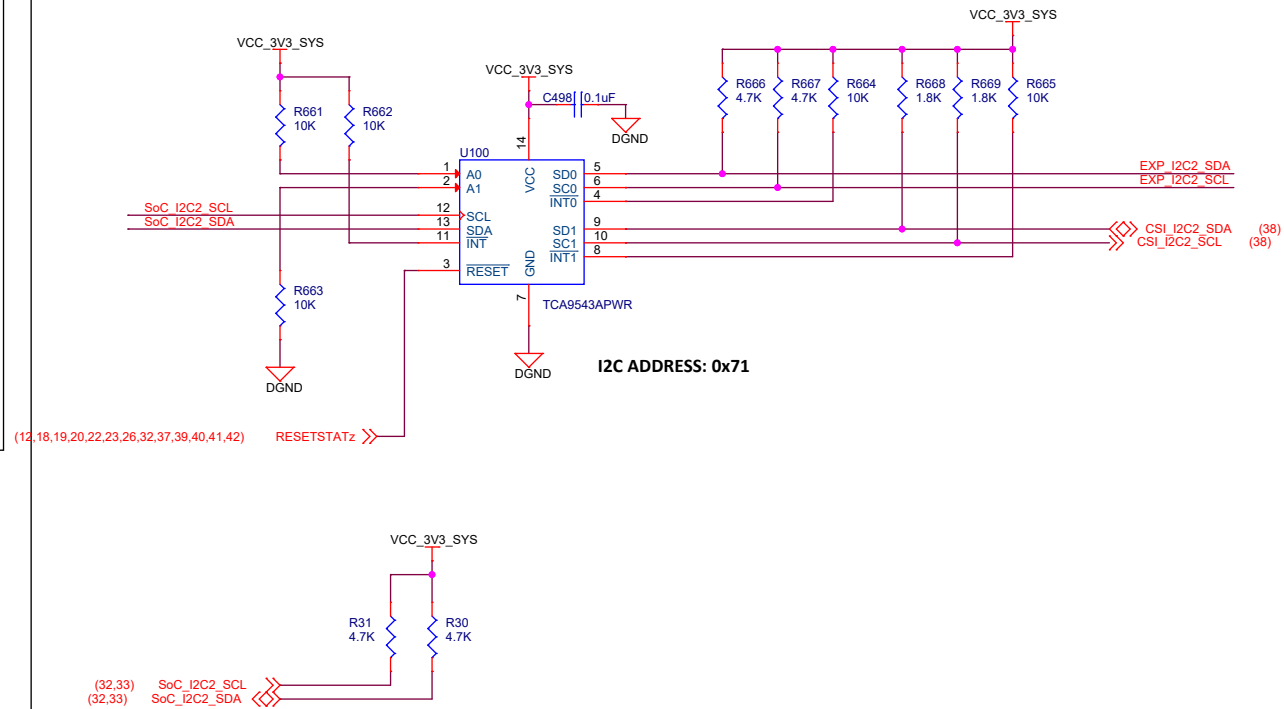 VCC_3V3_SYS
VCC_3V3_SYS
VCC_3V3_SYS
R661
10K
R662
10K
C498
0.1uF
DGND
R666
4.7K
R667
4.7K
R664
10K
R668
1.8K
R669
1.8K
R665
10K
U100
14
VCC
1 A0
2 A1
12 SCL
13 SDA
11 INT
3 RESET
SD0 5
SC0 6
INT0 4
SD1 9
SC1 10
INT1 8
GND
7
TCA9543APWR
SoC_I2C2_SCL
SoC_I2C2_SDA
EXP_I2C2_SDA
EXP_I2C2_SCL
CSI_I2C2_SDA (38)
CSI_I2C2_SCL (38)
R663
10K
DGND
DGND
I2C ADDRESS: 0x71
(12,18,19,20,22,23,26,32,37,39,40,41,42) RESETSTATz
VCC_3V3_SYS
R31
4.7K
R30
4.7K
(32,33) SoC_I2C2_SCL
(32,33) SoC_I2C2_SDA